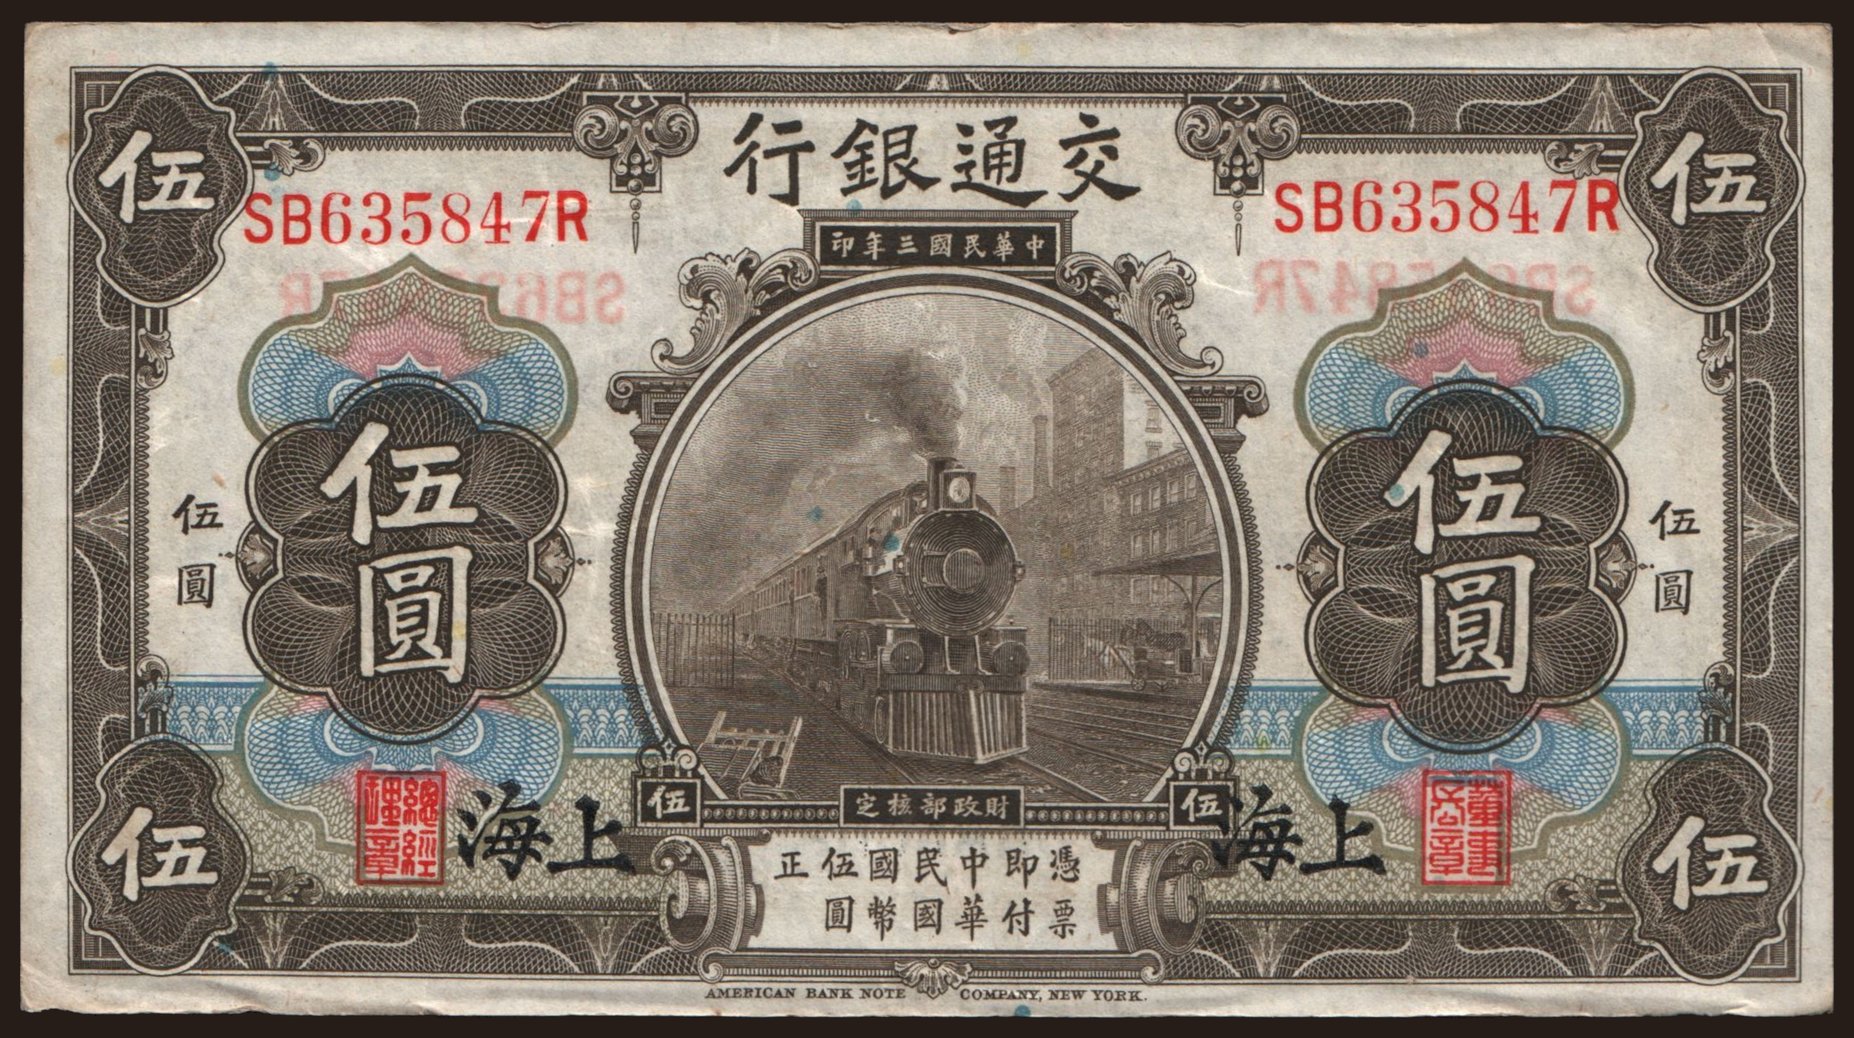 交通銀行
伍
伍
SB635847R
SB635847R
中華民國三年印
伍圓
伍圓
伍圓
伍圓
總經理章
上海
伍
財政部核定
伍
上海
董事長章
伍
伍
憑票即付中華民國國幣伍圓正
AMERICAN BANK NOTE COMPANY, NEW YORK.